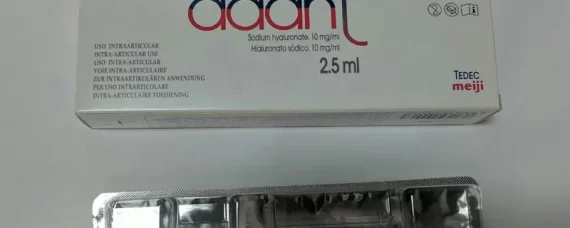 adant
Sodium hyaluronate, 10 mg/ml
Hialuronato sódico, 10 mg/ml
2.5 ml
USO INTRAARTICULAR
INTRA-ARTICULAR USE
USO INTRA-ARTICULAR
VOIE INTRA-ARTICULAIRE
ZUR INTRAARTIKULÄREN ANWENDUNG
PER USO INTRARTICOLARE
INTRA-ARTICULAIRE TOEDIENING
TEDEC
meiji